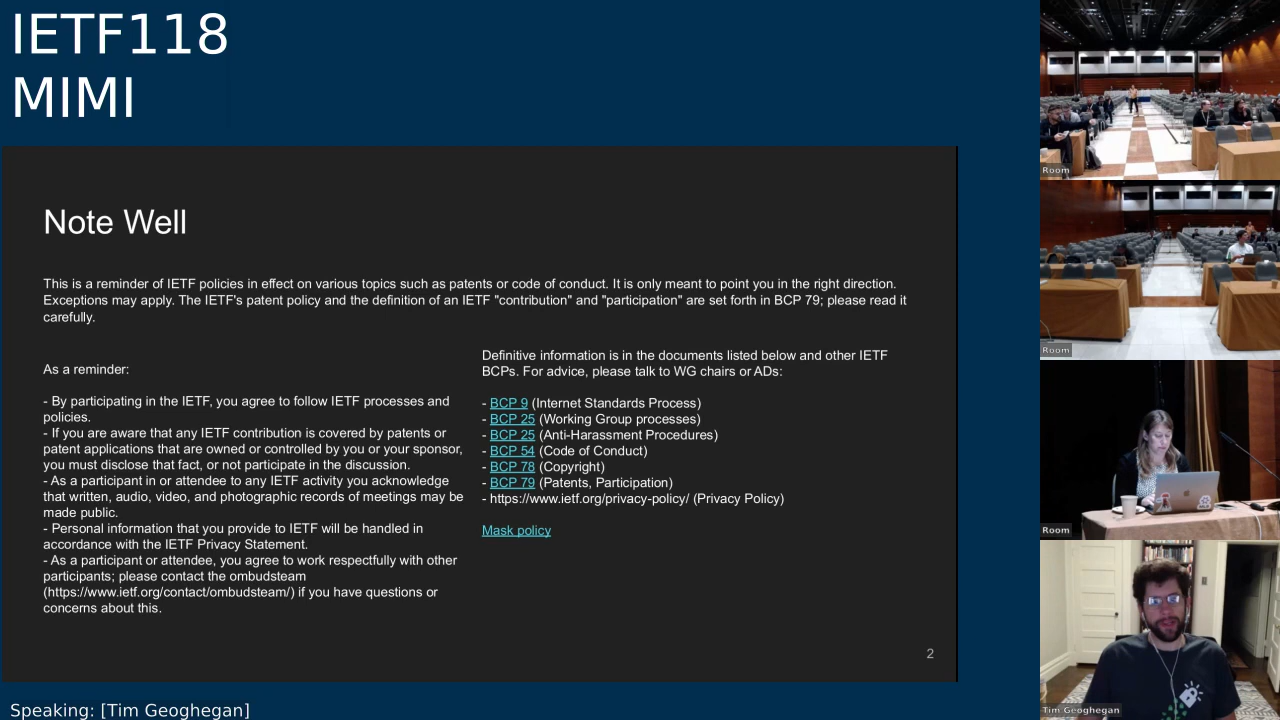 IETF118
MIMI
Note Well
This is a reminder of IETF policies in effect on various topics such as patents or code of conduct. It is only meant to point you in the right direction.
Exceptions may apply. The IETF's patent policy and the definition of an IETF "contribution" and "participation" are set forth in BCP 79; please read it
carefully.
As a reminder:
- By participating in the IETF, you agree to follow IETF processes and
policies.
- If you are aware that any IETF contribution is covered by patents or
patent applications that are owned or controlled by you or your sponsor,
you must disclose that fact, or not participate in the discussion.
- As a participant in or attendee to any IETF activity you acknowledge
that written, audio, video, and photographic records of meetings may be
made public.
- Personal information that you provide to IETF will be handled in
accordance with the IETF Privacy Statement.
- As a participant or attendee, you agree to work respectfully with other
participants; please contact the ombudsteam
(https://www.ietf.org/contact/ombudsteam/) if you have questions or
concerns about this.
Definitive information is in the documents listed below and other IETF
BCPs. For advice, please talk to WG chairs or ADs:
- BCP 9 (Internet Standards Process)
- BCP 25 (Working Group processes)
- BCP 25 (Anti-Harassment Procedures)
- BCP 54 (Code of Conduct)
- BCP 78 (Copyright)
- BCP 79 (Patents, Participation)
- https://www.ietf.org/privacy-policy/ (Privacy Policy)
Mask policy
2
Speaking: [Tim Geoghegan]
Room
Room
Room
Tim Geoghegan